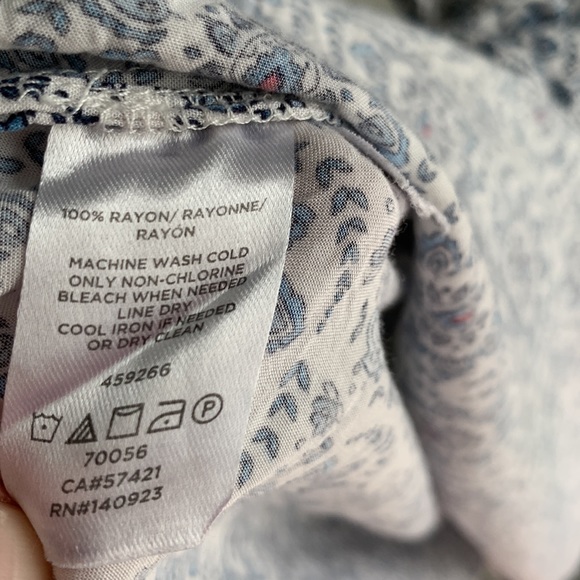 100% RAYON/ RAYONNE/
RAYÓN
MACHINE WASH COLD
ONLY NON-CHLORINE
BLEACH WHEN NEEDED
LINE DRY
COOL IRON IF NEEDED
OR DRY CLEAN
459266
P
70056
CA#57421
RN#140923